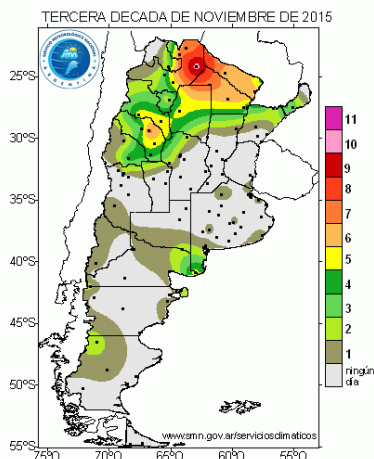 TERCERA DECADA DE NOVIEMBRE DE 2015
25°S
30°S
35°S
40°S
45°S
50°S
55°S
75°O
70°O
65°O
60°O
55°O
11
10
9
8
7
6
5
4
3
2
1
ningún
día
www.smn.gov.ar/serviciosclimaticos